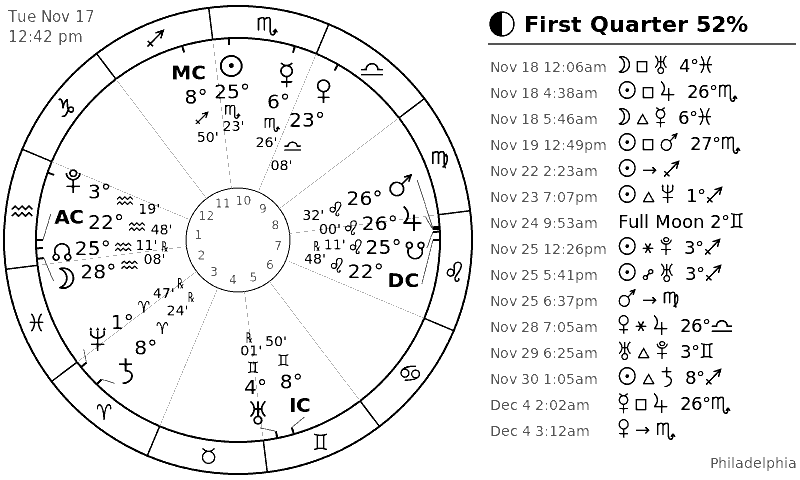 Tue Nov 17
12:42 pm
First Quarter 52%
Nov 18 12:06am ☽ □ ♅ 4°♓
Nov 18 4:38am ☉ □ ♃ 26°♏
Nov 18 5:46am ☽ △ ☿ 6°♓
Nov 19 12:49pm ☉ □ ♂ 27°♏
Nov 22 2:23am ☉ → ♐
Nov 23 7:07pm ☉ △ ♆ 1°♐
Nov 24 9:53am Full Moon 2°♊
Nov 25 12:26pm ☉ ⚹ ⯓ 3°♐
Nov 25 5:41pm ☉ ☍ ♅ 3°♐
Nov 25 6:37pm ♂ → ♍
Nov 28 7:05am ♀ ⚹ ♃ 26°♎
Nov 29 6:25am ♅ △ ⯓ 3°♊
Nov 30 1:05am ☉ △ ♄ 8°♐
Dec 4 2:02am ☿ □ ♃ 26°♏
Dec 4 3:12am ♀ → ♏
Philadelphia
♐
♏
♎
♑
♍
♒
♌
♓
♋
♈
♉
♊
MC 8° ♐ 50'
☉ 25° ♏ 23'
☿ 6° ♏ 26'
♀ 23° ♎ 08'
⯓ 3° ♒ 19'
AC 22° ♒ 48'
☊ 25° ♒ 11' ℞
☽ 28° ♒ 08'
♆ 1° ♈ 47' ℞
♄ 8° ♈ 24' ℞
♅ 4° ♊ 01' ℞
IC 8° ♊ 50'
32' ♌ 26° ♂
00' ♌ 26° ♃
℞ 11' ♌ 25° ☋
48' ♌ 22° DC
1
2
3
4
5
6
7
8
9
10
11
12